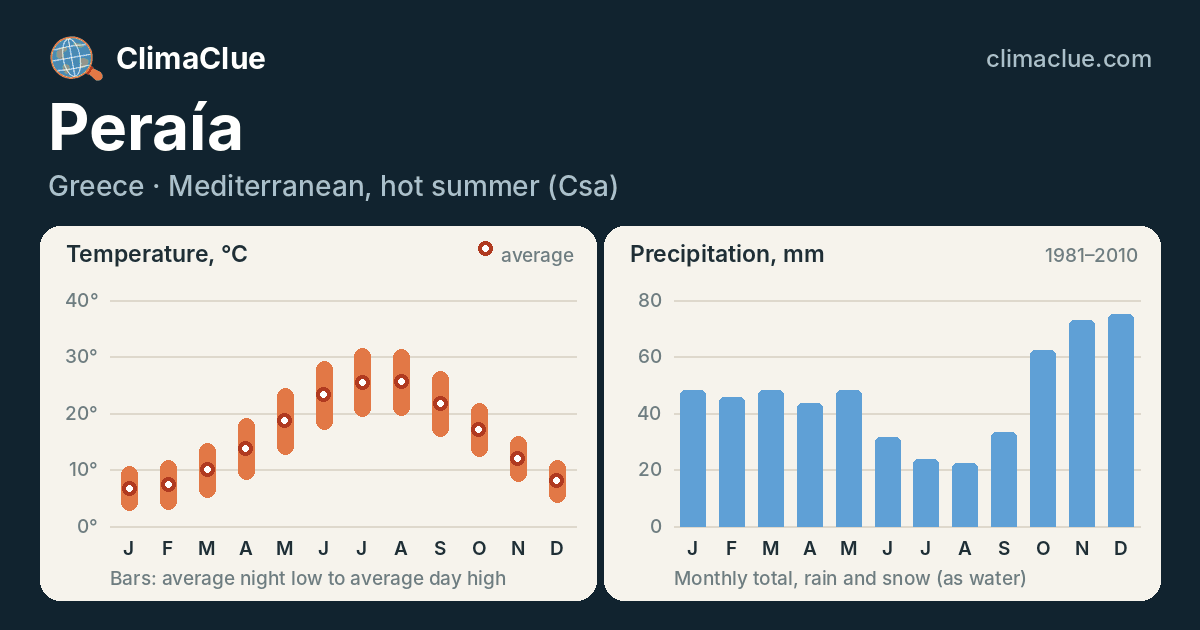 ClimaClue
climaclue.com
Peraía
Greece · Mediterranean, hot summer (Csa)
Temperature, °C
average
40°
30°
20°
10°
0°
J F M A M J J A S O N D
Bars: average night low to average day high
Precipitation, mm
1981–2010
80
60
40
20
0
J F M A M J J A S O N D
Monthly total, rain and snow (as water)